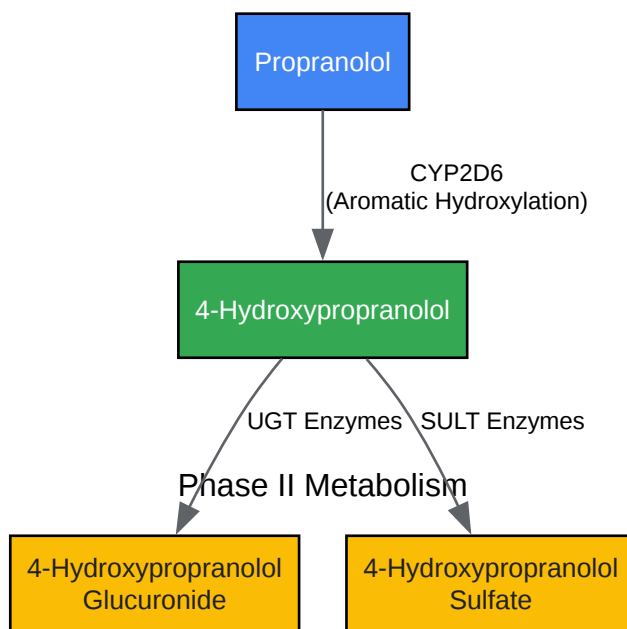 Propranolol
CYP2D6
(Aromatic Hydroxylation)
4-Hydroxypropranolol
UGT Enzymes
SULT Enzymes
Phase II Metabolism
4-Hydroxypropranolol
Glucuronide
4-Hydroxypropranolol
Sulfate